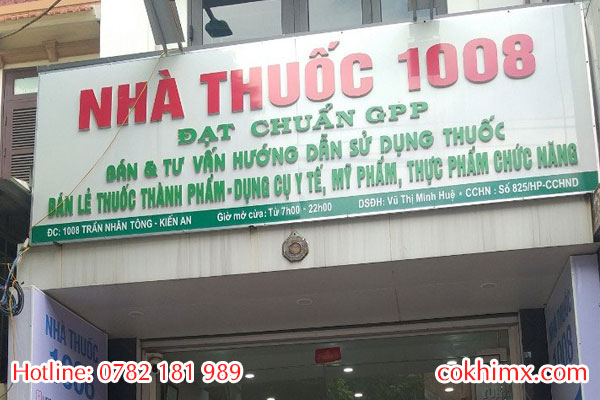 NHÀ THUỐC 1008
ĐẠT CHUẨN GPP
BÁN & TƯ VẤN HƯỚNG DẪN SỬ DỤNG THUỐC
BÁN LẺ THUỐC THÀNH PHẨM - DỤNG CỤ Y TẾ, MỸ PHẨM, THỰC PHẨM CHỨC NĂNG
ĐC: 1008 TRẦN NHÂN TÔNG - KIẾN AN Giờ mở cửa: Từ 7h00 - 22h00 DSĐH: Vũ Thị Minh Huệ • CCHN : Số 825/HP-CCHND
NHÀ THUỐC
1008
Hotline: 0782 181 989
cokhimx.com